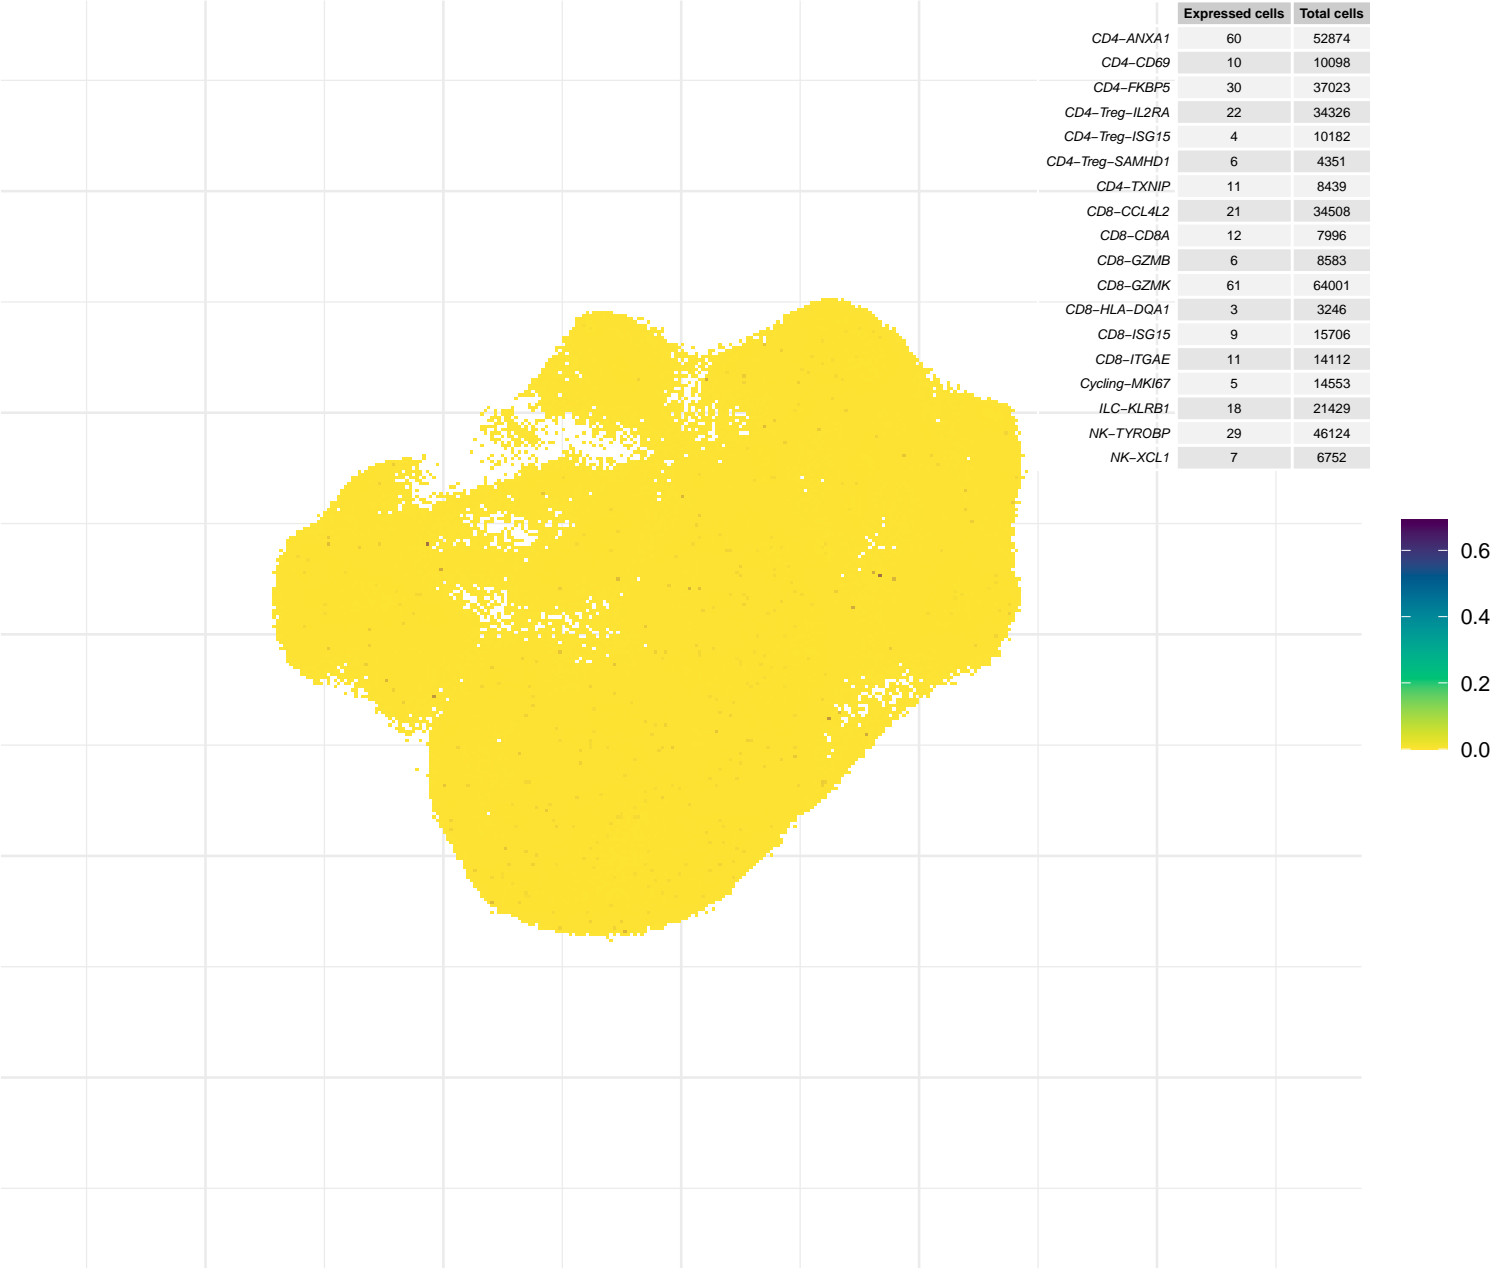 Expressed cells Total cells
CD4−ANXA1 60 52874
CD4−CD69 10 10098
CD4−FKBP5 30 37023
CD4−Treg−IL2RA 22 34326
CD4−Treg−ISG15 4 10182
CD4−Treg−SAMHD1 6 4351
CD4−TXNIP 11 8439
CD8−CCL4L2 21 34508
CD8−CD8A 12 7996
CD8−GZMB 6 8583
CD8−GZMK 61 64001
CD8−HLA−DQA1 3 3246
CD8−ISG15 9 15706
CD8−ITGAE 11 14112
Cycling−MKI67 5 14553
ILC−KLRB1 18 21429
NK−TYROBP 29 46124
NK−XCL1 7 6752
0.6
0.4
0.2
0.0